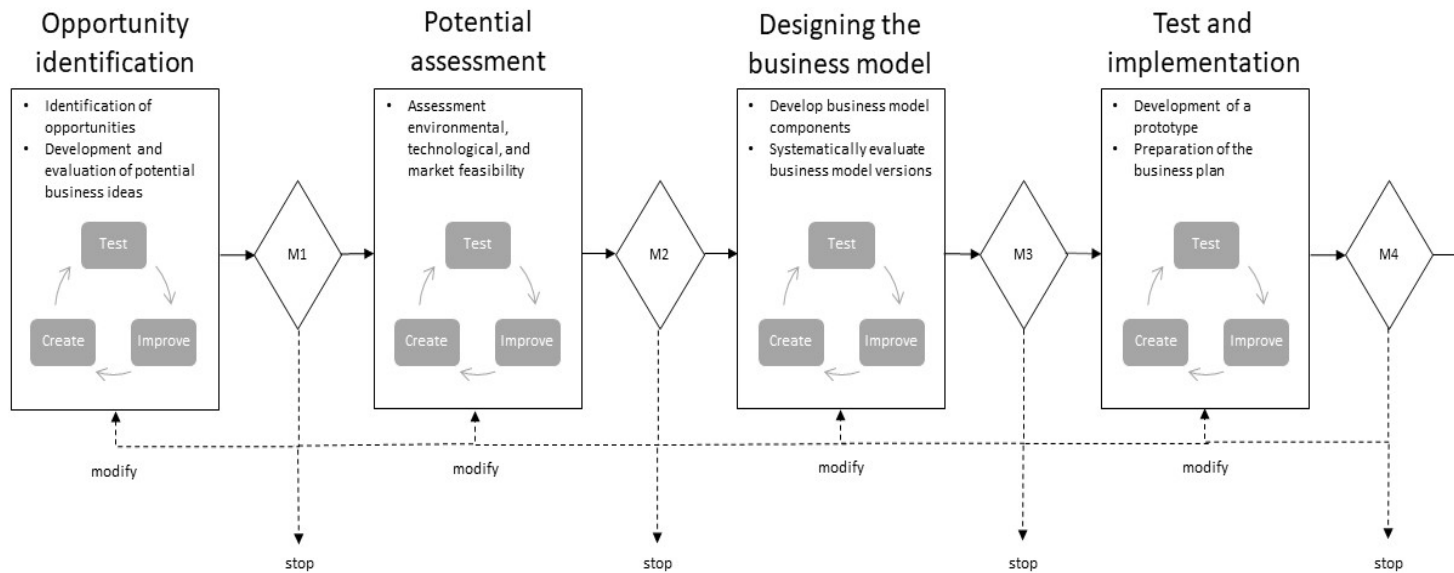 Opportunity
identification
• Identification of
opportunities
• Development and
evaluation of potential
business ideas
Test
Create
Improve
M1
Potential
assessment
• Assessment
environmental,
technological, and
market feasibility
Test
Create
Improve
M2
Designing the
business model
• Develop business model
components
• Systematically evaluate
business model versions
Test
Create
Improve
M3
Test and
implementation
• Development of a
prototype
• Preparation of the
business plan
Test
Create
Improve
M4
modify
modify
modify
modify
stop
stop
stop
stop